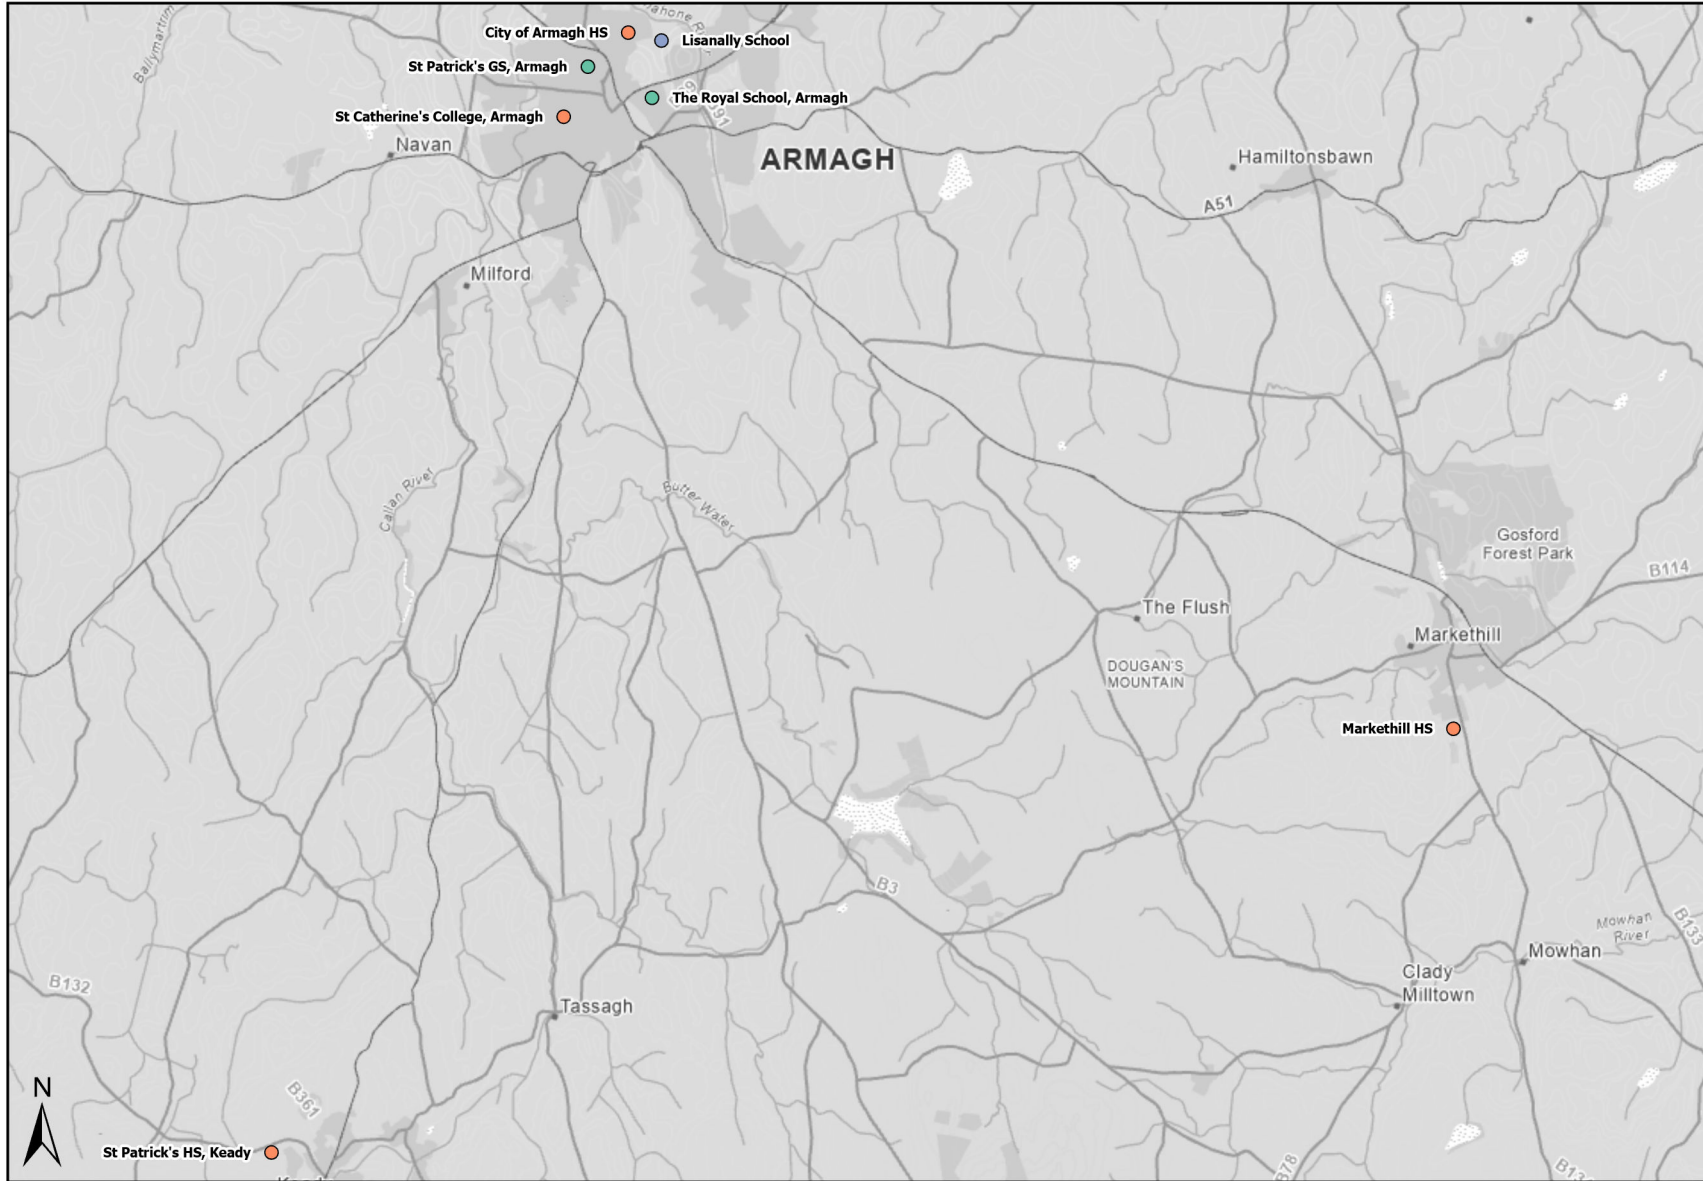 City of Armagh HS
Lisanally School
St Patrick's GS, Armagh
The Royal School, Armagh
St Catherine's College, Armagh
Navan
ARMAGH
Hamiltonsbawn
A51
Milford
Callan River
Butter Water
Gosford
Forest Park
B114
The Flush
Markethill
DOUGAN'S
MOUNTAIN
Markethill HS
B3
Mowhan
River
B133
Mowhan
B132
Clady
Milltown
Tassagh
N
B361
St Patrick's HS, Keady
B78